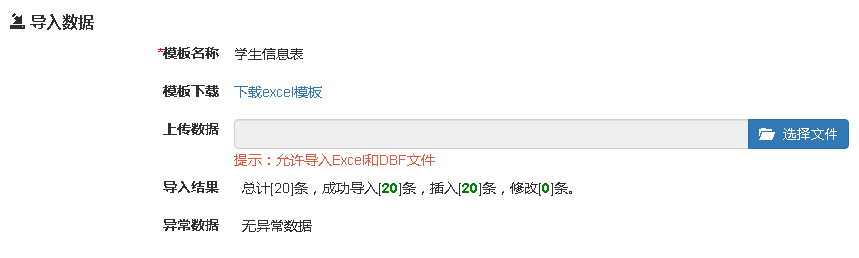 导入数据
*模板名称 学生信息表
模板下载 下载excel模板
上传数据 选择文件
提示：允许导入Excel和DBF文件
导入结果 总计[20]条，成功导入[20]条，插入[20]条，修改[0]条。
异常数据 无异常数据